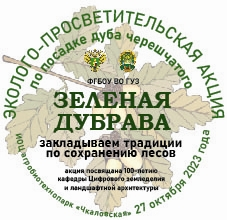 ЭКОЛОГО-ПРОСВЕТИТЕЛЬСКАЯ АКЦИЯ
по посадке дуба черешчатого
ФГБОУ ВО ГУЗ
ЗЕЛЕНАЯ
ДУБРАВА
закладываем традиции
по сохранению лесов
акция посвящена 100-летию
кафедры Цифрового земледелия
и ландшафтной архитектуры
агробиотехнопарк «Чкаловская» 27 октября 2023 года